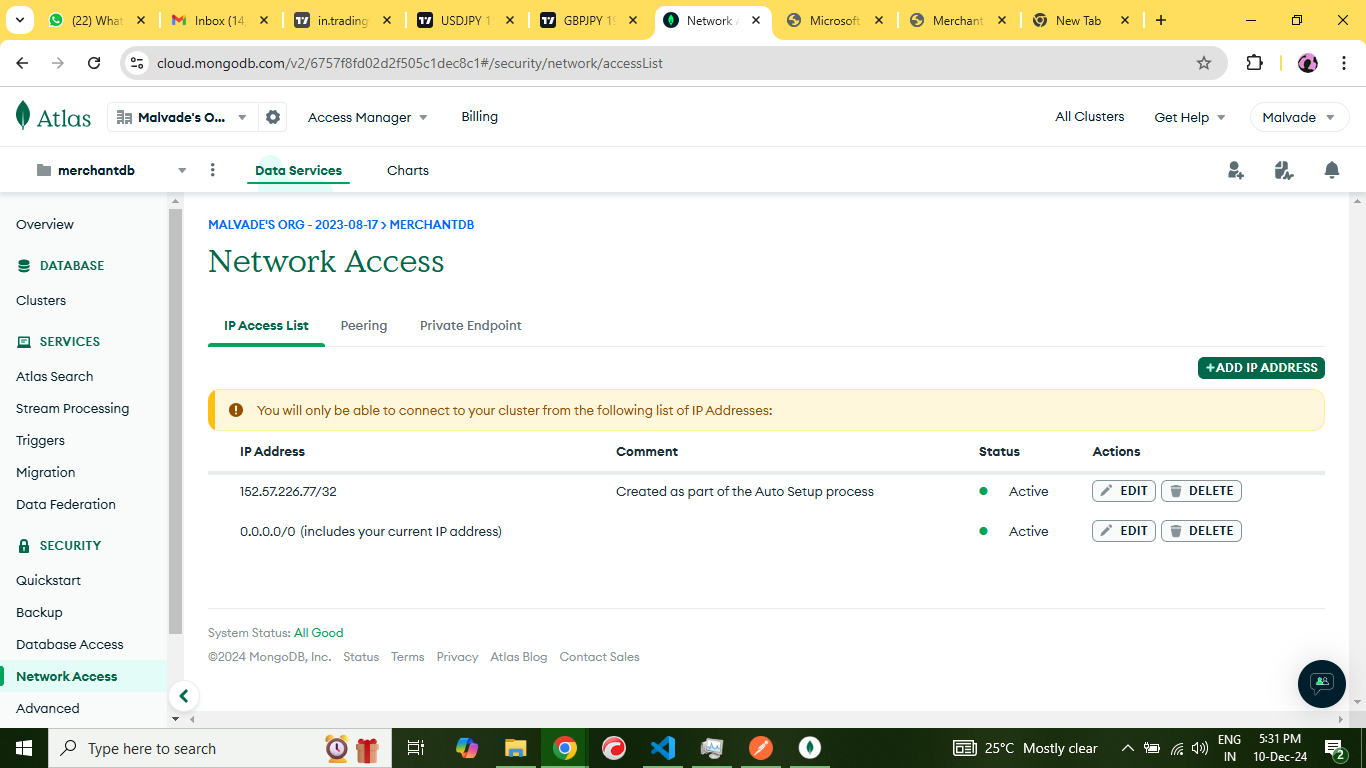 (22) What
Inbox (14,
in.trading
USDJPY 1
GBPJPY 19
Network A
Microsoft
Merchant
New Tab
cloud.mongodb.com/v2/6757f8fd02d2f505c1dec8c1#/security/network/accessList
Atlas
Malvade's O...
Access Manager
Billing
All Clusters
Get Help
Malvade
merchantdb
Data Services
Charts
Overview
DATABASE
Clusters
SERVICES
Atlas Search
Stream Processing
Triggers
Migration
Data Federation
SECURITY
Quickstart
Backup
Database Access
Network Access
Advanced
MALVADE'S ORG - 2023-08-17 > MERCHANTDB
Network Access
IP Access List
Peering
Private Endpoint
+ADD IP ADDRESS
You will only be able to connect to your cluster from the following list of IP Addresses:
IP Address Comment Status Actions
152.57.226.77/32 Created as part of the Auto Setup process Active EDIT DELETE
0.0.0.0/0 (includes your current IP address) Active EDIT DELETE
System Status: All Good
©2024 MongoDB, Inc. Status Terms Privacy Atlas Blog Contact Sales
Type here to search
25°C Mostly clear
ENG
IN
5:31 PM
10-Dec-24
2